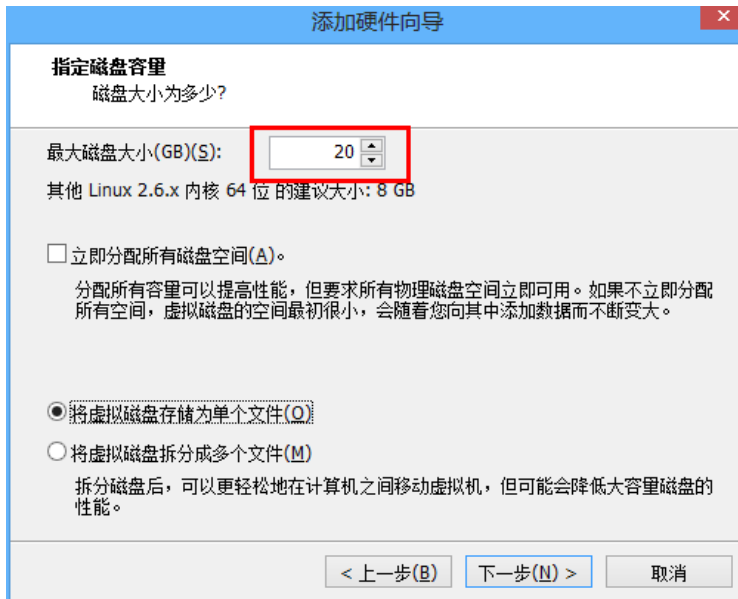 添加硬件向导
指定磁盘容量
磁盘大小为多少?
最大磁盘大小(GB)(S): 20
其他 Linux 2.6.x 内核 64 位 的建议大小: 8 GB
立即分配所有磁盘空间(A)。
分配所有容量可以提高性能，但要求所有物理磁盘空间立即可用。如果不立即分配
所有空间，虚拟磁盘的空间最初很小，会随着您向其中添加数据而不断变大。
将虚拟磁盘存储为单个文件(O)
将虚拟磁盘拆分成多个文件(M)
拆分磁盘后，可以更轻松地在计算机之间移动虚拟机，但可能会降低大容量磁盘的
性能。
< 上一步(B) 下一步(N) > 取消